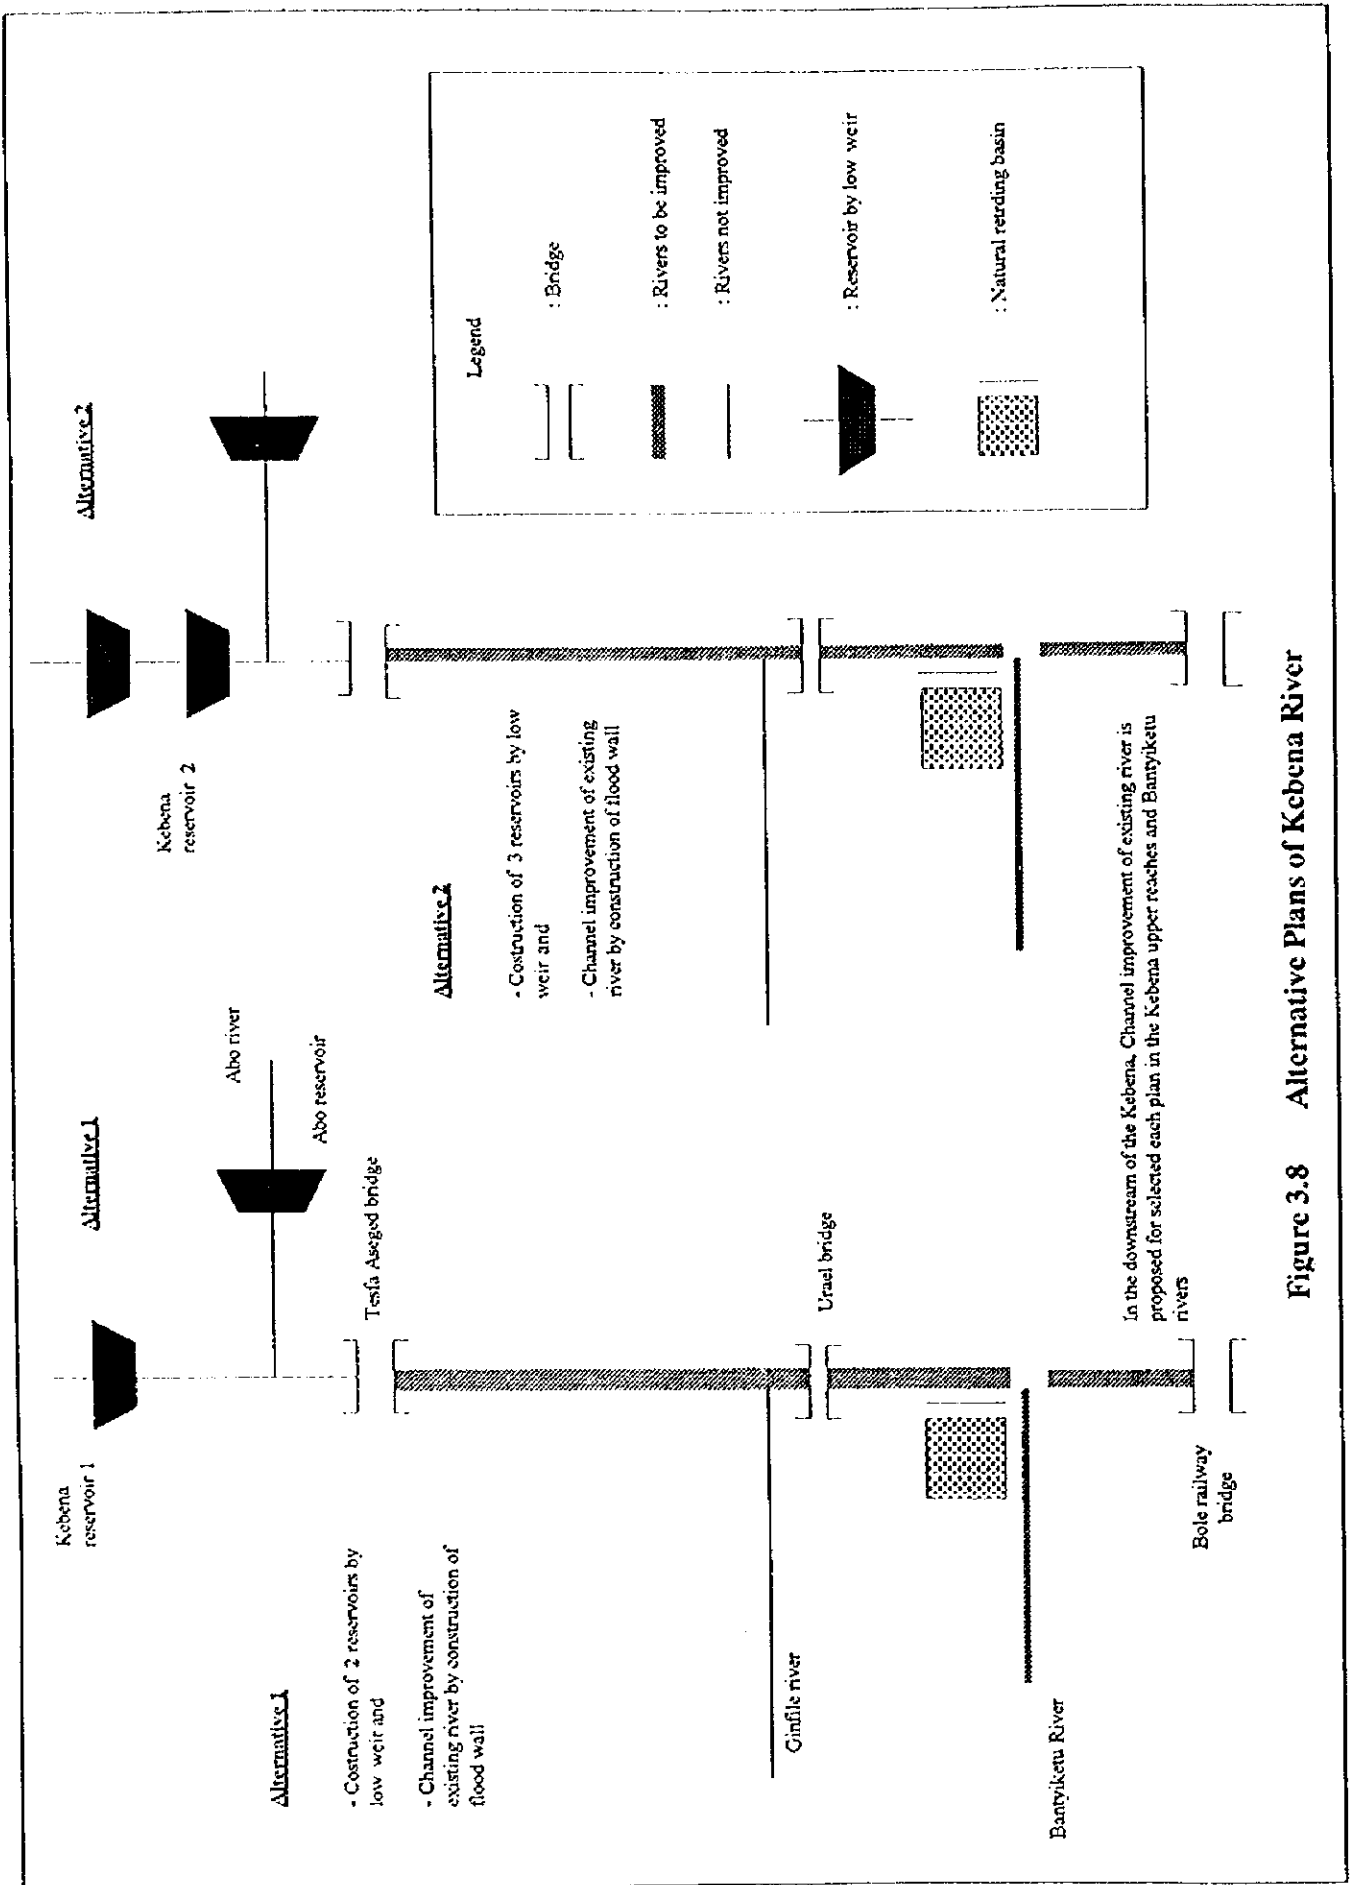 Alternative 1
Alternative 2
Kebena
reservoir 1
Abo river
Abo reservoir
Kebena
reservoir 2
Tesfa Aseged bridge
Alternative 1
- Costruction of 2 reservoirs by
low weir and
- Channel improvement of
existing river by construction of
flood wall
Alternative 2
- Costruction of 3 reservoirs by low
weir and
- Channel improvement of existing
river by construction of flood wall
Ginfile river
Urael bridge
Bantyiketu River
In the downstream of the Kebena, Channel improvement of existing river is
proposed for selected each plan in the Kebena upper reaches and Bantyiketu
rivers
Bole railway
bridge
Legend
: Bridge
: Rivers to be improved
: Rivers not improved
: Reservoir by low weir
: Natural retrding basin
Figure 3.8 Alternative Plans of Kebena River